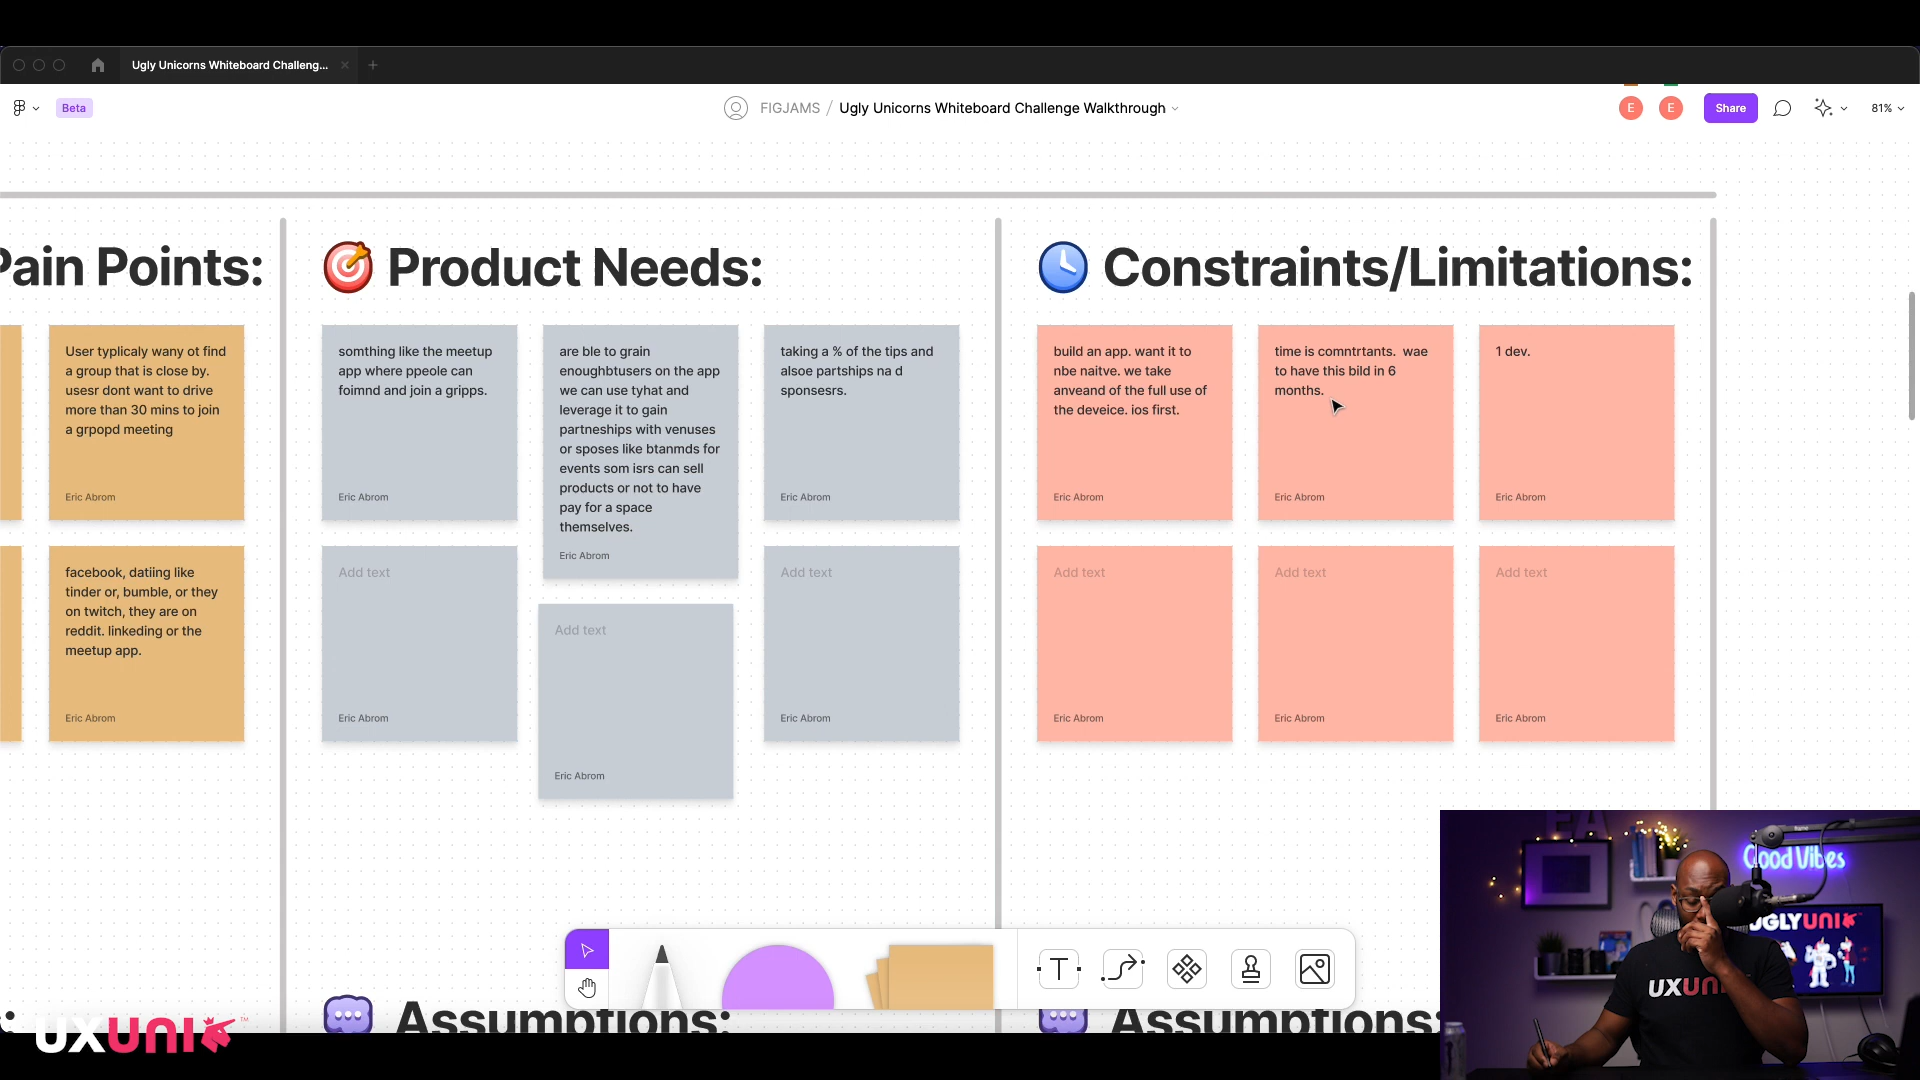 Ugly Unicorns Whiteboard Challeng...
Beta
FIGJAMS / Ugly Unicorns Whiteboard Challenge Walkthrough
E
E
Share
81%
Pain Points:
User typlicaly wany ot find
a group that is close by.
usesr dont want to drive
more than 30 mins to join
a grpopd meeting
Eric Abrom
facebook, datiing like
tinder or, bumble, or they
on twitch, they are on
reddit. linkeding or the
meetup app.
Eric Abrom
Product Needs:
somthing like the meetup
app where ppeole can
foimnd and join a gripps.
Eric Abrom
are ble to grain
enoughbtusers on the app
we can use tyhat and
leverage it to gain
partneships with venuses
or sposes like btanmds for
events som isrs can sell
products or not to have
pay for a space
themselves.
Eric Abrom
taking a % of the tips and
alsoe partships na d
sponsesrs.
Eric Abrom
Add text
Eric Abrom
Add text
Eric Abrom
Add text
Eric Abrom
Constraints/Limitations:
build an app. want it to
nbe naitve. we take
anveand of the full use of
the deveice. ios first.
Eric Abrom
time is comntrtants. wae
to have this bild in 6
months.
Eric Abrom
1 dev.
Eric Abrom
Add text
Eric Abrom
Add text
Eric Abrom
Add text
Eric Abrom
Assumptions:
Assumptions:
T
UXUNI
Good Vibes
UGLYUNI
UXUNI